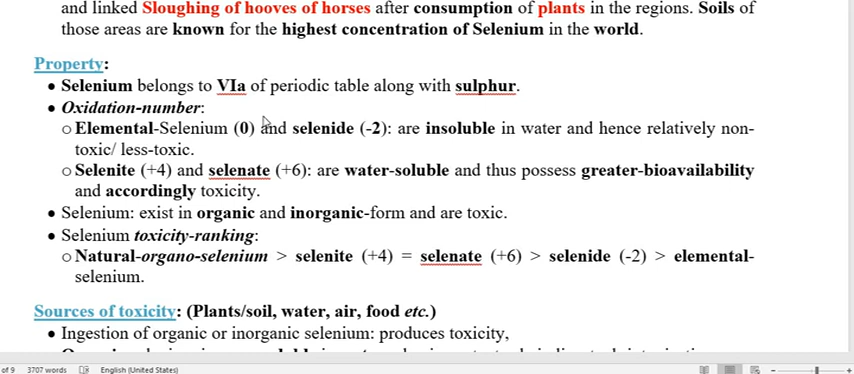 and linked Sloughing of hooves of horses after consumption of plants in the regions. Soils of
those areas are known for the highest concentration of Selenium in the world.
Property:
• Selenium belongs to VIa of periodic table along with sulphur.
• Oxidation-number:
o Elemental-Selenium (0) and selenide (-2): are insoluble in water and hence relatively non-
toxic/ less-toxic.
o Selenite (+4) and selenate (+6): are water-soluble and thus possess greater-bioavailability
and accordingly toxicity.
• Selenium: exist in organic and inorganic-form and are toxic.
• Selenium toxicity-ranking:
o Natural-organo-selenium > selenite (+4) = selenate (+6) > selenide (-2) > elemental-
selenium.
Sources of toxicity: (Plants/soil, water, air, food etc.)
• Ingestion of organic or inorganic selenium: produces toxicity,
of 9 3707 words English (United States)